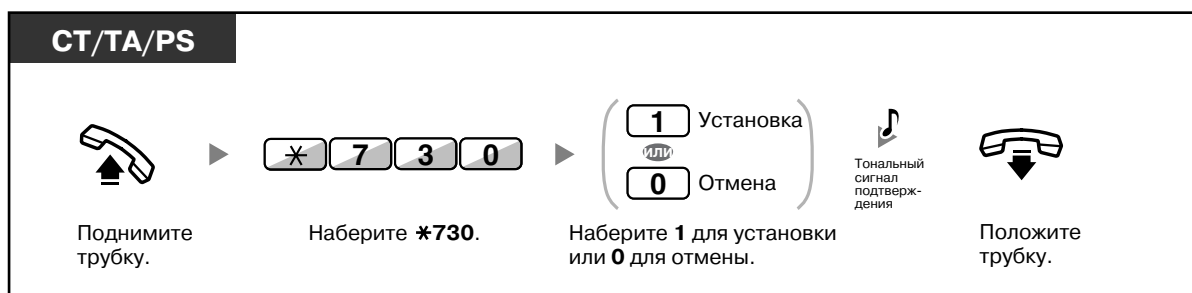 CT/TA/PS
1 Установка
или
0 Отмена
* 7 3 0
Тональный
сигнал
подтверж-
дения
Поднимите
трубку.
Наберите *730.
Наберите 1 для установки
или 0 для отмены.
Положите
трубку.